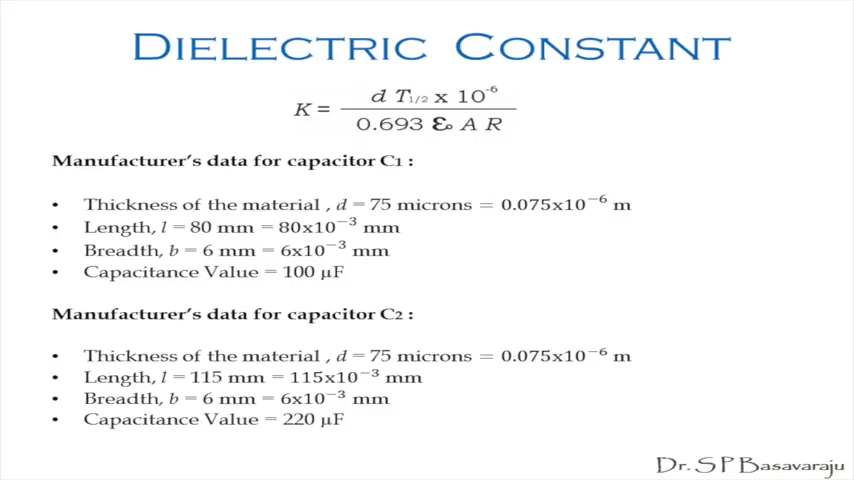 DIELECTRIC CONSTANT
K = d T1/2 x 10⁻⁶ / 0.693 ε₀ A R
Manufacturer's data for capacitor C1 :
• Thickness of the material , d = 75 microns = 0.075x10⁻⁶ m
• Length, l = 80 mm = 80x10⁻³ mm
• Breadth, b = 6 mm = 6x10⁻³ mm
• Capacitance Value = 100 µF
Manufacturer's data for capacitor C2 :
• Thickness of the material , d = 75 microns = 0.075x10⁻⁶ m
• Length, l = 115 mm = 115x10⁻³ mm
• Breadth, b = 6 mm = 6x10⁻³ mm
• Capacitance Value = 220 µF
Dr. S P Basavaraju